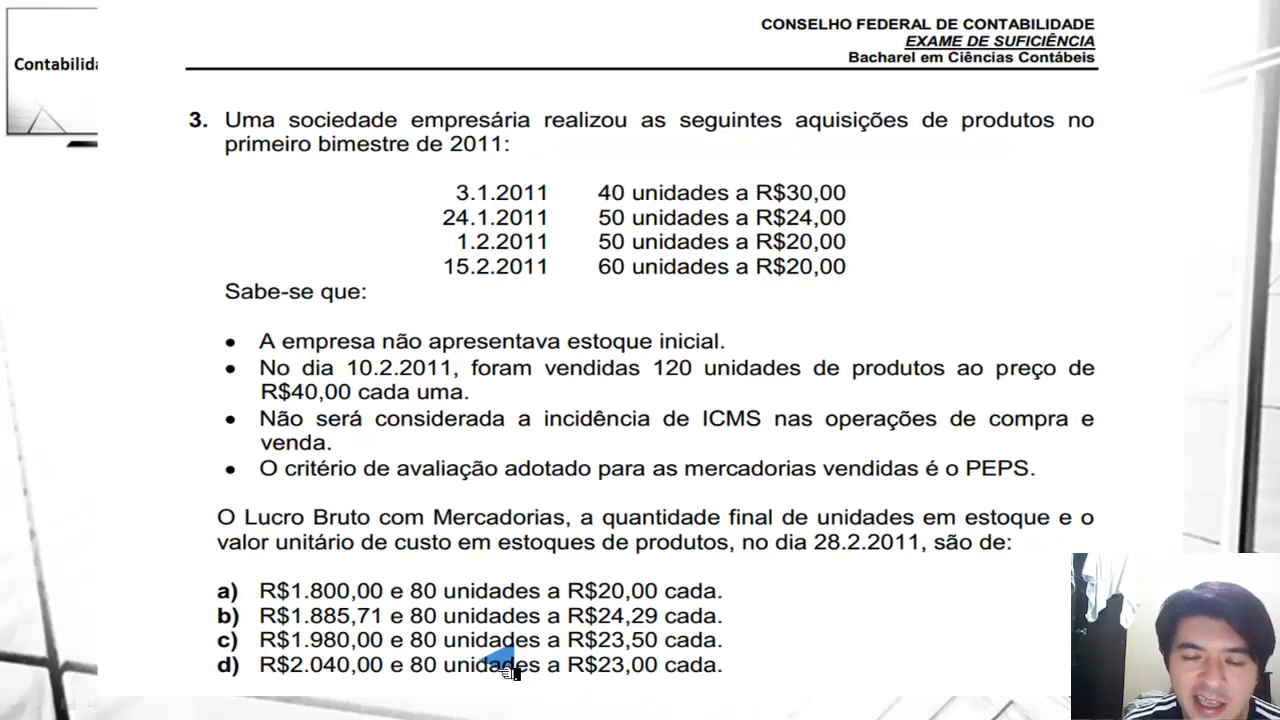 CONSELHO FEDERAL DE CONTABILIDADE
EXAME DE SUFICIÊNCIA
Bacharel em Ciências Contábeis
Contabilida
3. Uma sociedade empresária realizou as seguintes aquisições de produtos no
primeiro bimestre de 2011:
3.1.2011 40 unidades a R$30,00
24.1.2011 50 unidades a R$24,00
1.2.2011 50 unidades a R$20,00
15.2.2011 60 unidades a R$20,00
Sabe-se que:
• A empresa não apresentava estoque inicial.
• No dia 10.2.2011, foram vendidas 120 unidades de produtos ao preço de
R$40,00 cada uma.
• Não será considerada a incidência de ICMS nas operações de compra e
venda.
• O critério de avaliação adotado para as mercadorias vendidas é o PEPS.
O Lucro Bruto com Mercadorias, a quantidade final de unidades em estoque e o
valor unitário de custo em estoques de produtos, no dia 28.2.2011, são de:
a) R$1.800,00 e 80 unidades a R$20,00 cada.
b) R$1.885,71 e 80 unidades a R$24,29 cada.
c) R$1.980,00 e 80 unidades a R$23,50 cada.
d) R$2.040,00 e 80 unidades a R$23,00 cada.